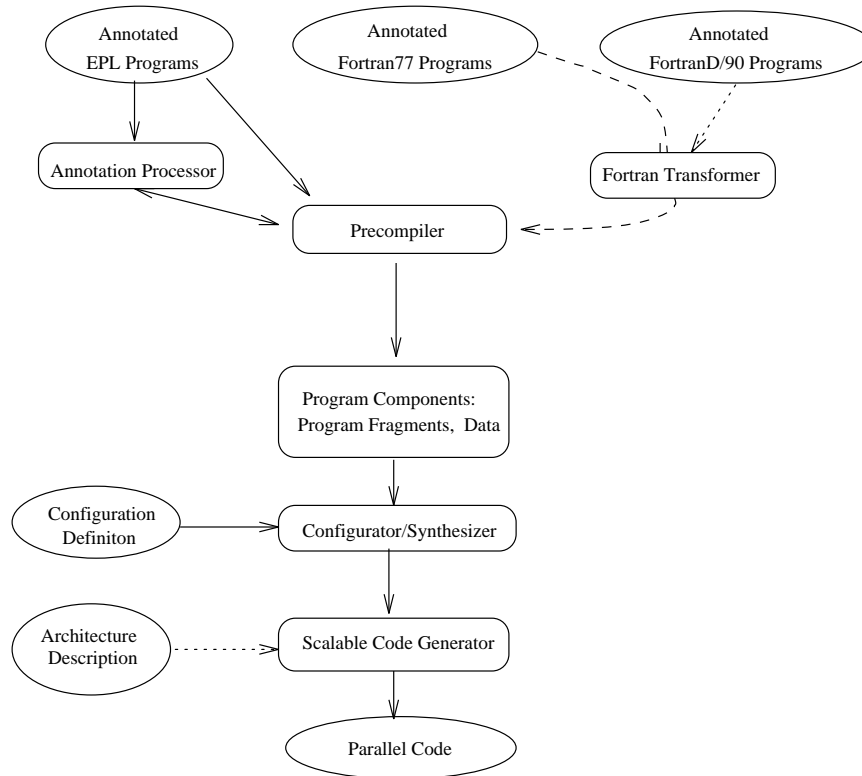 Annotated
EPL Programs
Annotated
Fortran77 Programs
Annotated
FortranD/90 Programs
Annotation Processor
Fortran Transformer
Precompiler
Program Components:
Program Fragments, Data
Configuration
Definiton
Configurator/Synthesizer
Architecture
Description
Scalable Code Generator
Parallel Code